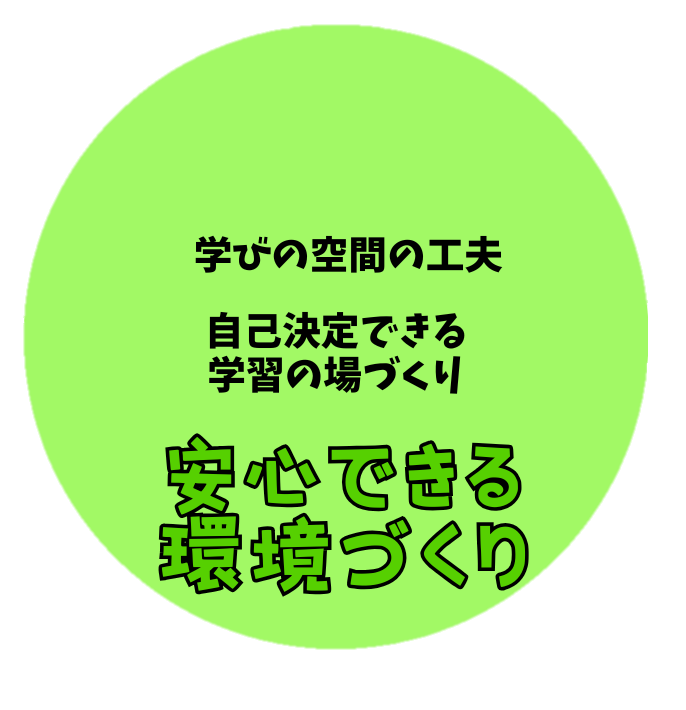 学びの空間の工夫
自己決定できる
学習の場づくり
安心できる
環境づくり